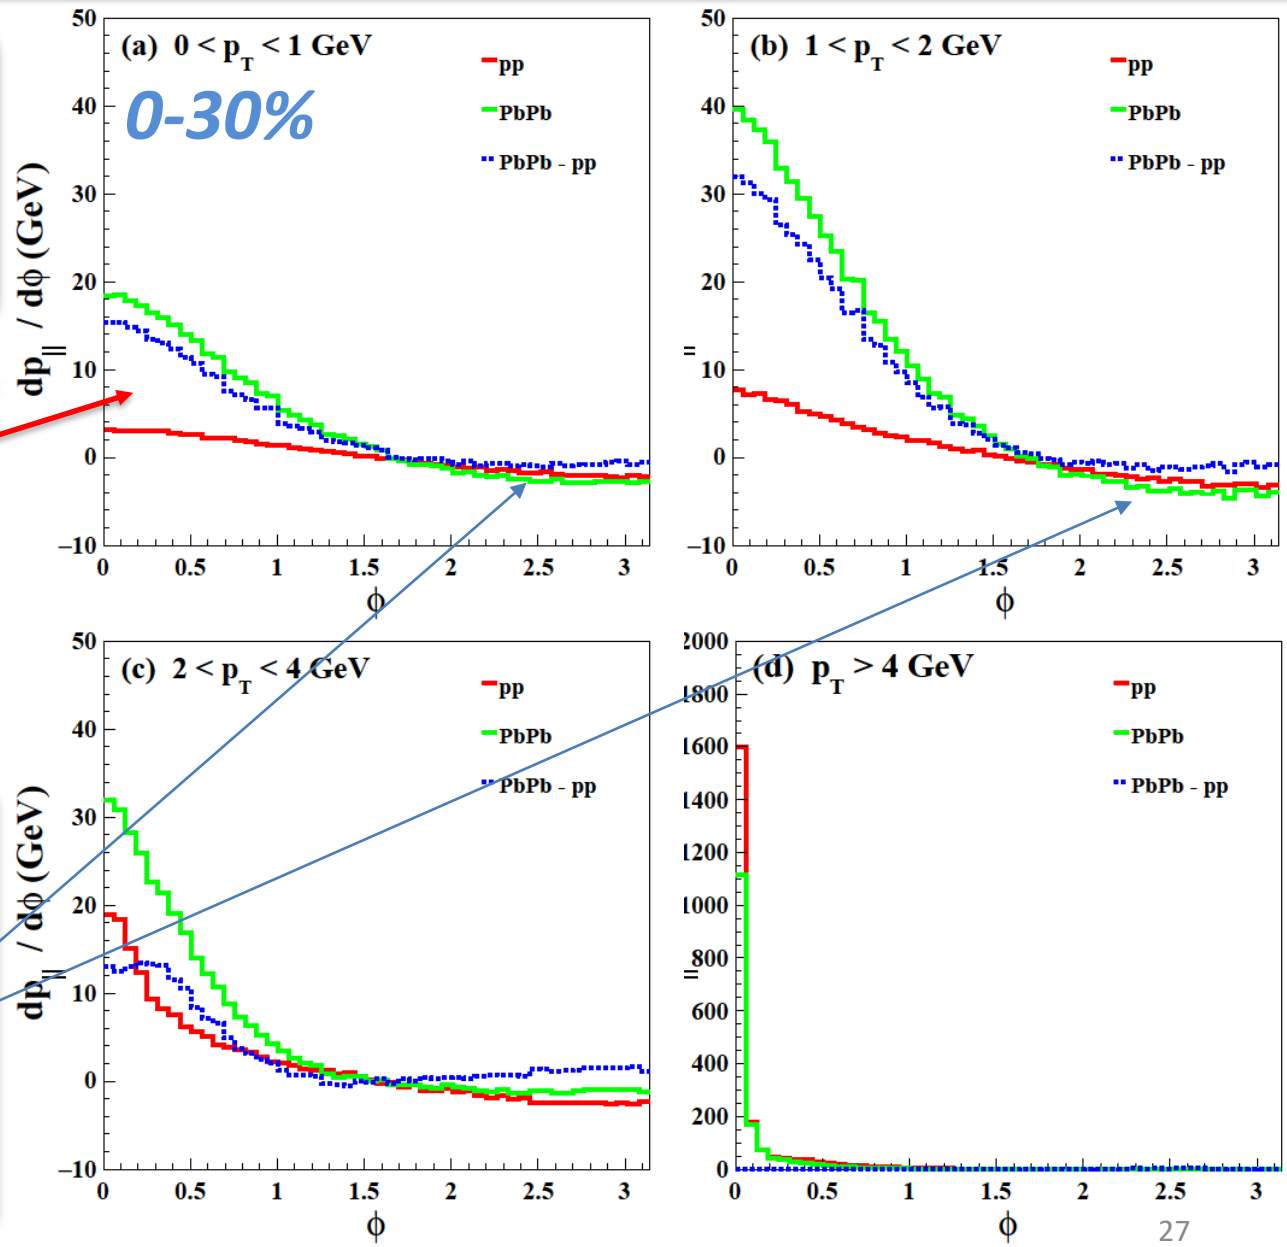 (a) 0 < p_T < 1 GeV
0-30%
pp
PbPb
PbPb - pp
50
40
30
20
10
0
−10
dp_|| / dϕ (GeV)
0 0.5 1 1.5 2 2.5 3
ϕ
(b) 1 < p_T < 2 GeV
pp
PbPb
PbPb - pp
50
40
30
20
10
0
−10
||
0 0.5 1 1.5 2 2.5 3
ϕ
(c) 2 < p_T < 4 GeV
pp
PbPb
PbPb - pp
50
40
30
20
10
0
−10
dp_|| / dϕ (GeV)
0 0.5 1 1.5 2 2.5 3
ϕ
(d) p_T > 4 GeV
pp
PbPb
PbPb - pp
2000
1800
1600
1400
1200
1000
800
600
400
200
0
||
0 0.5 1 1.5 2 2.5 3
ϕ
27